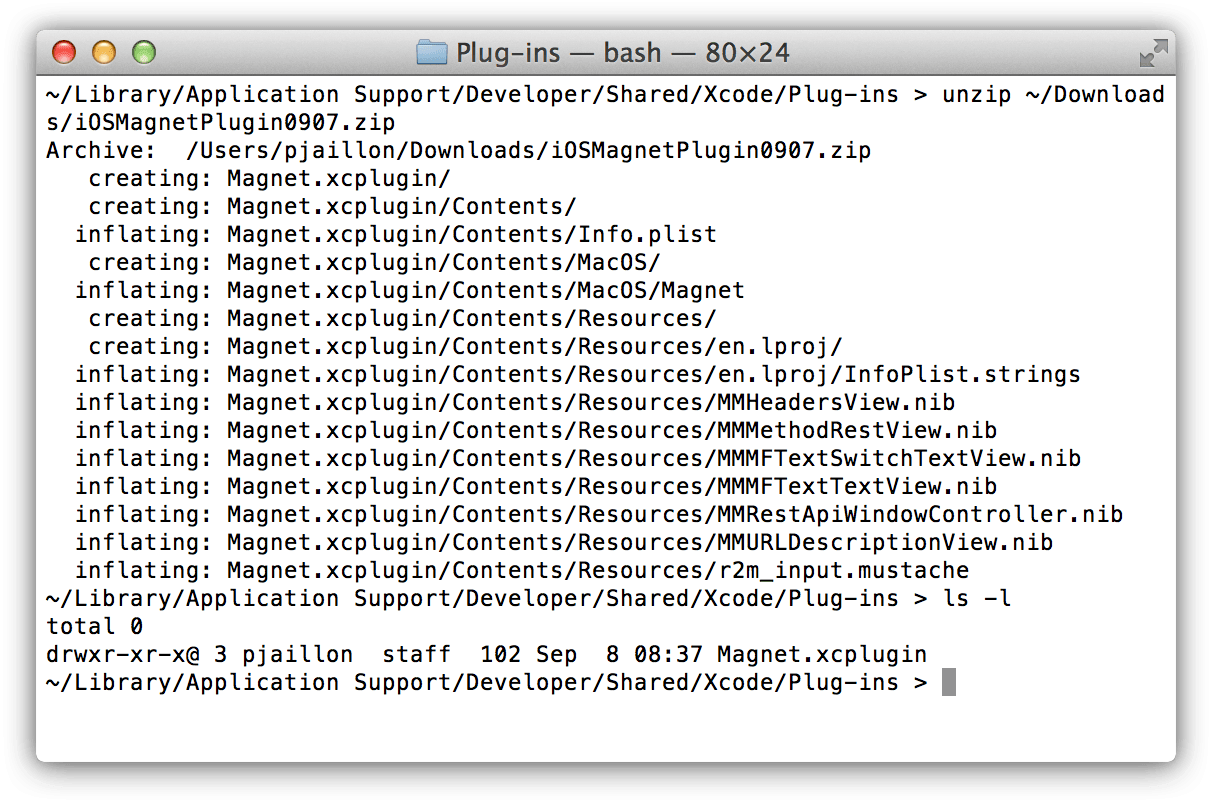 Plug-ins — bash — 80×24
~/Library/Application Support/Developer/Shared/Xcode/Plug-ins > unzip ~/Download
s/iOSMagnetPlugin0907.zip
Archive:  /Users/pjaillon/Downloads/iOSMagnetPlugin0907.zip
   creating: Magnet.xcplugin/
   creating: Magnet.xcplugin/Contents/
  inflating: Magnet.xcplugin/Contents/Info.plist
   creating: Magnet.xcplugin/Contents/MacOS/
  inflating: Magnet.xcplugin/Contents/MacOS/Magnet
   creating: Magnet.xcplugin/Contents/Resources/
   creating: Magnet.xcplugin/Contents/Resources/en.lproj/
  inflating: Magnet.xcplugin/Contents/Resources/en.lproj/InfoPlist.strings
  inflating: Magnet.xcplugin/Contents/Resources/MMHeadersView.nib
  inflating: Magnet.xcplugin/Contents/Resources/MMMethodRestView.nib
  inflating: Magnet.xcplugin/Contents/Resources/MMMFTextSwitchTextView.nib
  inflating: Magnet.xcplugin/Contents/Resources/MMMFTextTextView.nib
  inflating: Magnet.xcplugin/Contents/Resources/MMRestApiWindowController.nib
  inflating: Magnet.xcplugin/Contents/Resources/MMURLDescriptionView.nib
  inflating: Magnet.xcplugin/Contents/Resources/r2m_input.mustache
~/Library/Application Support/Developer/Shared/Xcode/Plug-ins > ls -l
total 0
drwxr-xr-x@ 3 pjaillon  staff  102 Sep  8 08:37 Magnet.xcplugin
~/Library/Application Support/Developer/Shared/Xcode/Plug-ins >